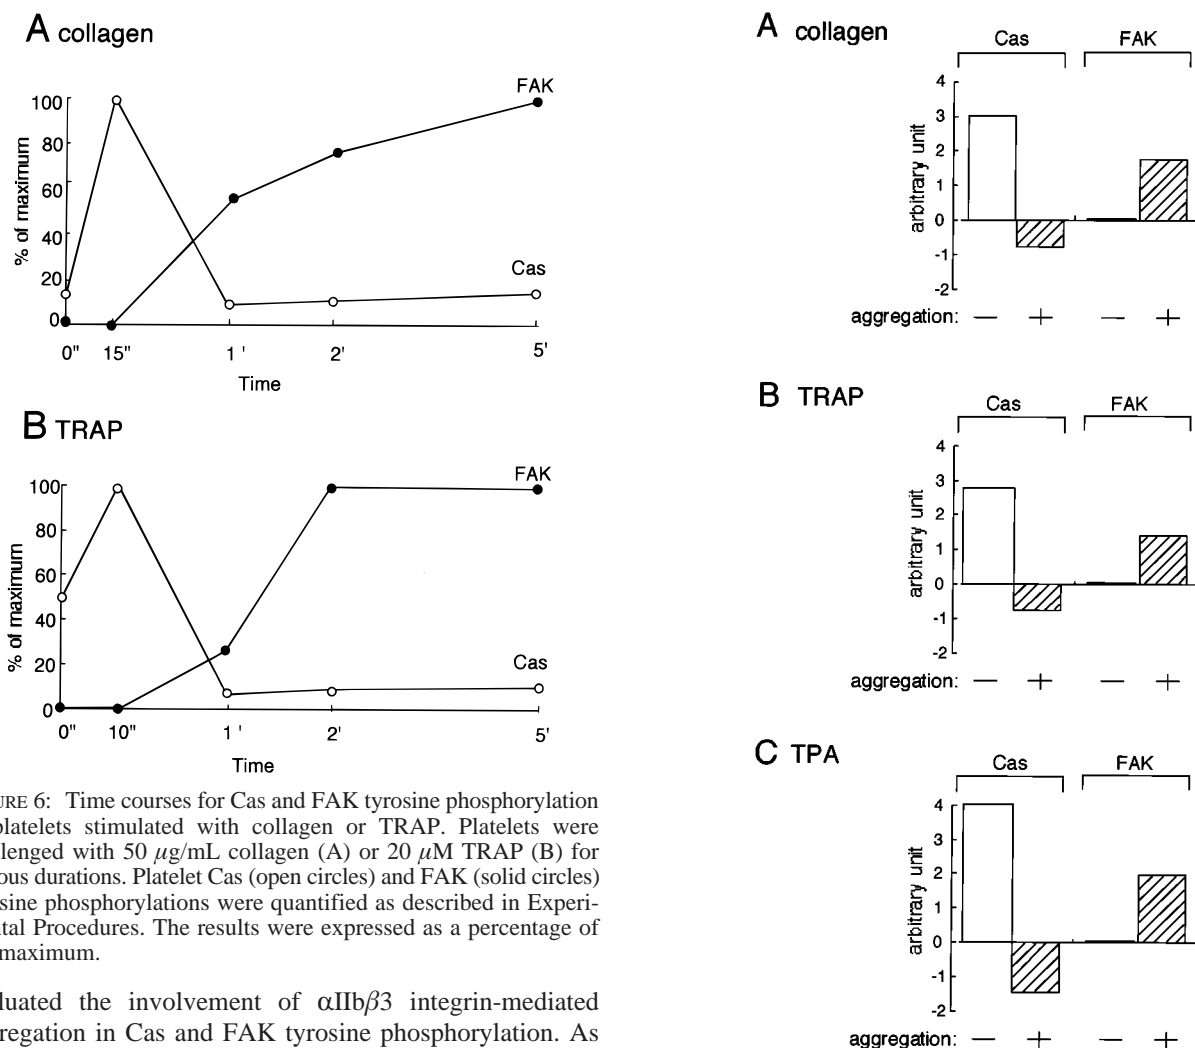 A collagen
FAK
100
80
60
40
20
0
% of maximum
Cas
0" 15" 1' 2' 5'
Time
B TRAP
FAK
100
80
60
40
20
0
% of maximum
Cas
0" 10" 1' 2' 5'
Time
URE 6: Time courses for Cas and FAK tyrosine phosphorylation
platelets stimulated with collagen or TRAP. Platelets were
llenged with 50 μg/mL collagen (A) or 20 μM TRAP (B) for
ious durations. Platelet Cas (open circles) and FAK (solid circles)
osine phosphorylations were quantified as described in Experi-
ntal Procedures. The results were expressed as a percentage of
maximum.
luated the involvement of αIIbβ3 integrin-mediated
regation in Cas and FAK tyrosine phosphorylation. As
A collagen
Cas FAK
4
3
2
1
0
-1
-2
arbitrary unit
aggregation: — + — +
B TRAP
Cas FAK
4
3
2
1
0
-1
-2
arbitrary unit
aggregation: — + — +
C TPA
Cas FAK
4
3
2
1
0
-1
-2
arbitrary unit
aggregation: — + — +